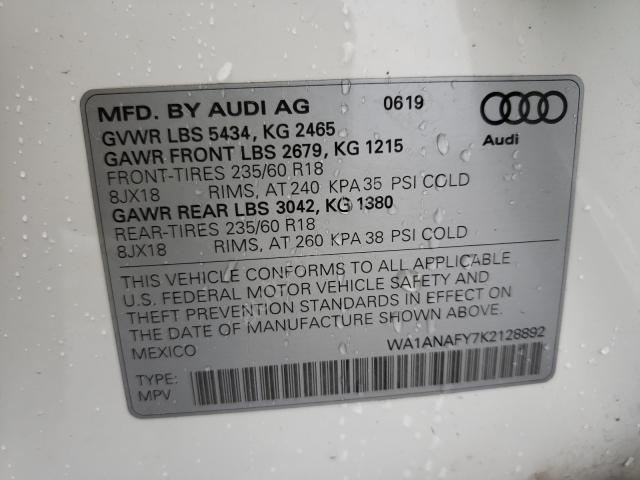 MFD. BY AUDI AG 0619
GVWR LBS 5434, KG 2465
Audi
GAWR FRONT LBS 2679, KG 1215
FRONT-TIRES 235/60 R18
8JX18 RIMS, AT 240 KPA 35 PSI COLD
GAWR REAR LBS 3042, KG 1380
REAR-TIRES 235/60 R18
8JX18 RIMS, AT 260 KPA 38 PSI COLD
THIS VEHICLE CONFORMS TO ALL APPLICABLE
U.S. FEDERAL MOTOR VEHICLE SAFETY AND
THEFT PREVENTION STANDARDS IN EFFECT ON
THE DATE OF MANUFACTURE SHOWN ABOVE.
MEXICO WA1ANAFY7K2128892
TYPE:
MPV